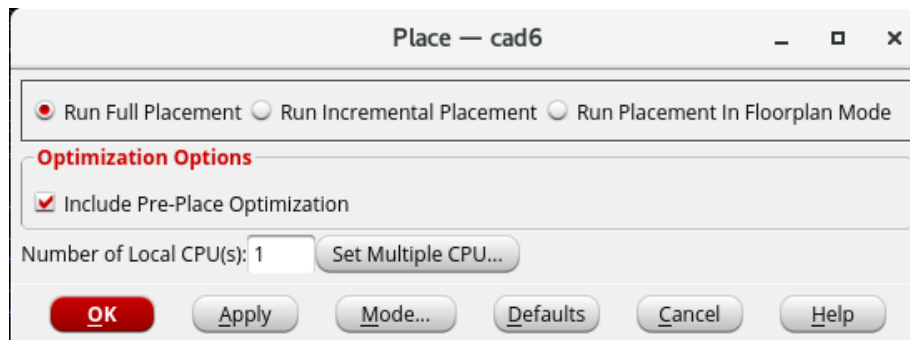 Place — cad6
Run Full Placement Run Incremental Placement Run Placement In Floorplan Mode
Optimization Options
Include Pre-Place Optimization
Number of Local CPU(s): 1 Set Multiple CPU...
OK Apply Mode... Defaults Cancel Help